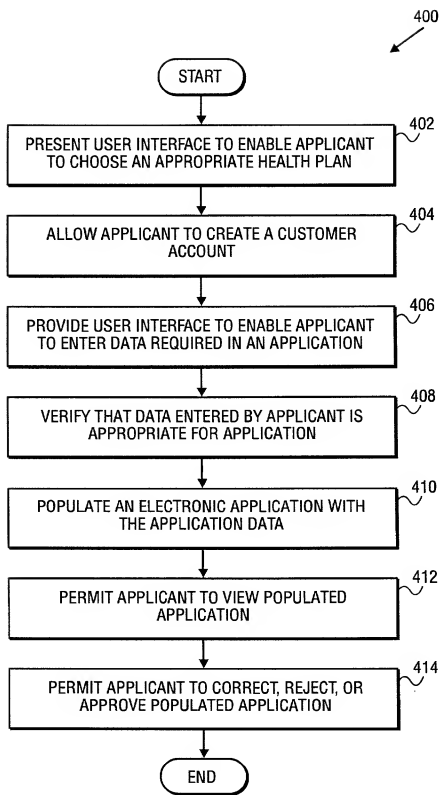 400
START
402
PRESENT USER INTERFACE TO ENABLE APPLICANT
TO CHOOSE AN APPROPRIATE HEALTH PLAN
404
ALLOW APPLICANT TO CREATE A CUSTOMER
ACCOUNT
406
PROVIDE USER INTERFACE TO ENABLE APPLICANT
TO ENTER DATA REQUIRED IN AN APPLICATION
408
VERIFY THAT DATA ENTERED BY APPLICANT IS
APPROPRIATE FOR APPLICATION
410
POPULATE AN ELECTRONIC APPLICATION WITH
THE APPLICATION DATA
412
PERMIT APPLICANT TO VIEW POPULATED
APPLICATION
414
PERMIT APPLICANT TO CORRECT, REJECT, OR
APPROVE POPULATED APPLICATION
END